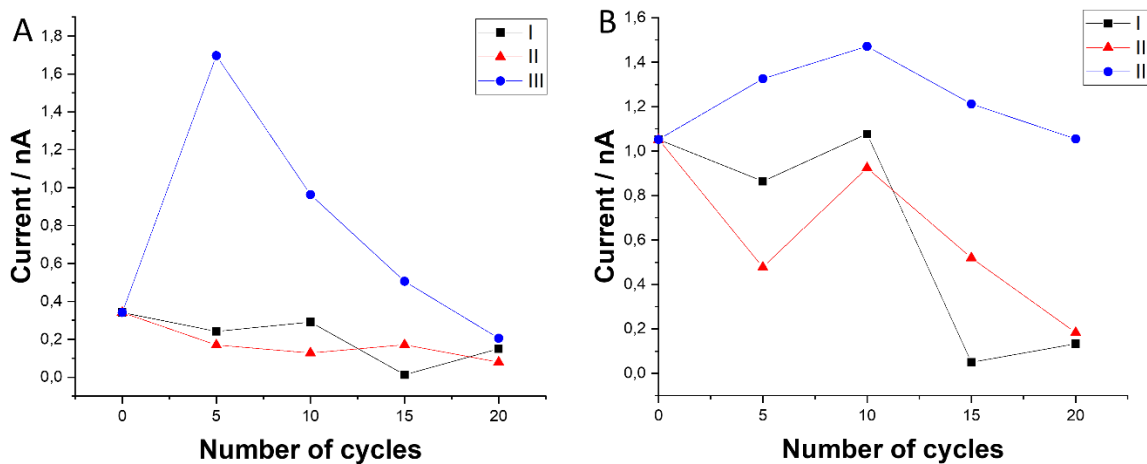 A
I
II
III
1,8
1,6
1,4
1,2
1,0
0,8
0,6
0,4
0,2
0,0
Current / nA
0
5
10
15
20
Number of cycles
B
I
II
II
1,6
1,4
1,2
1,0
0,8
0,6
0,4
0,2
0,0
Current / nA
0
5
10
15
20
Number of cycles